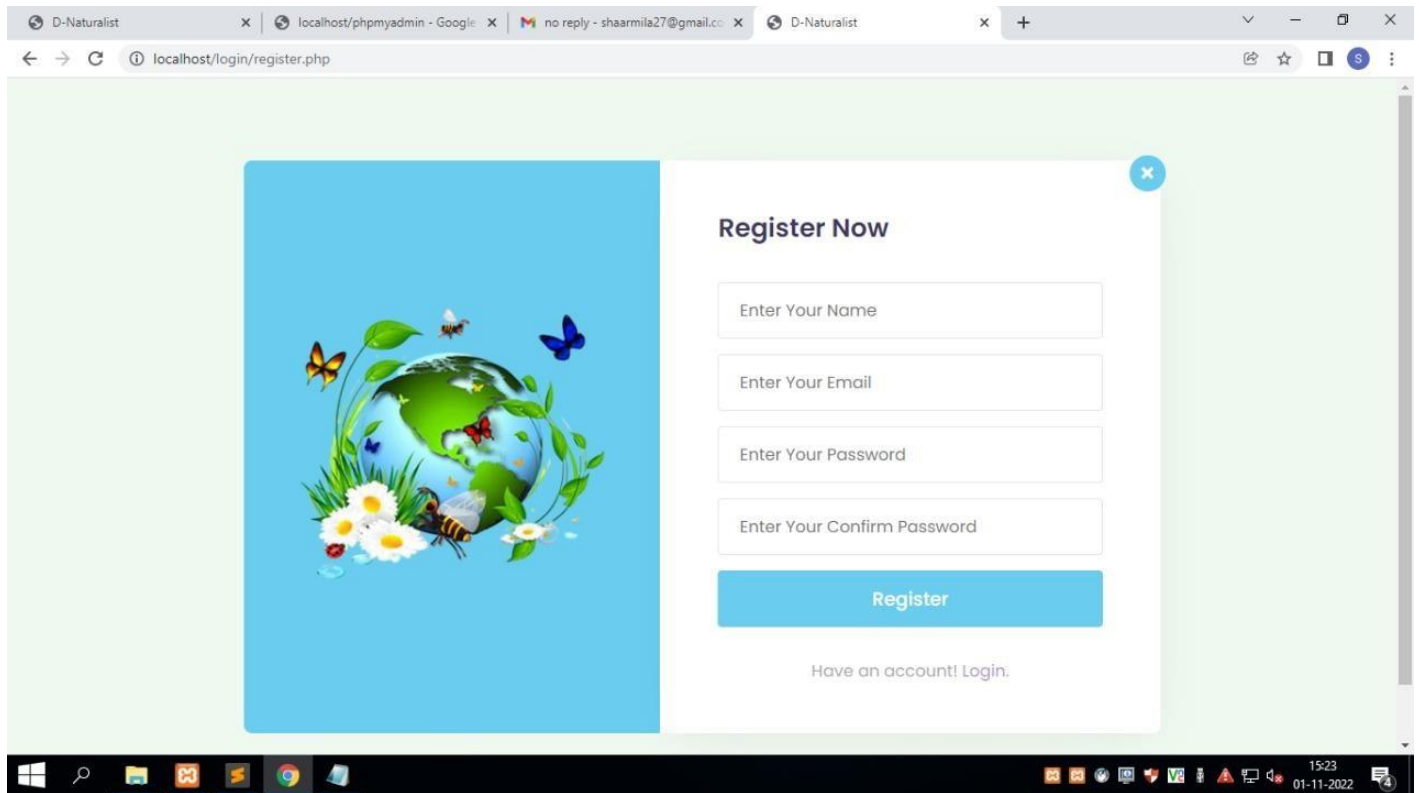 D-Naturalist
localhost/phpmyadmin - Google
no reply - shaarmila27@gmail.co
D-Naturalist
localhost/login/register.php
S
Register Now
Enter Your Name
Enter Your Email
Enter Your Password
Enter Your Confirm Password
Register
Have an account! Login.
15:23
01-11-2022
4